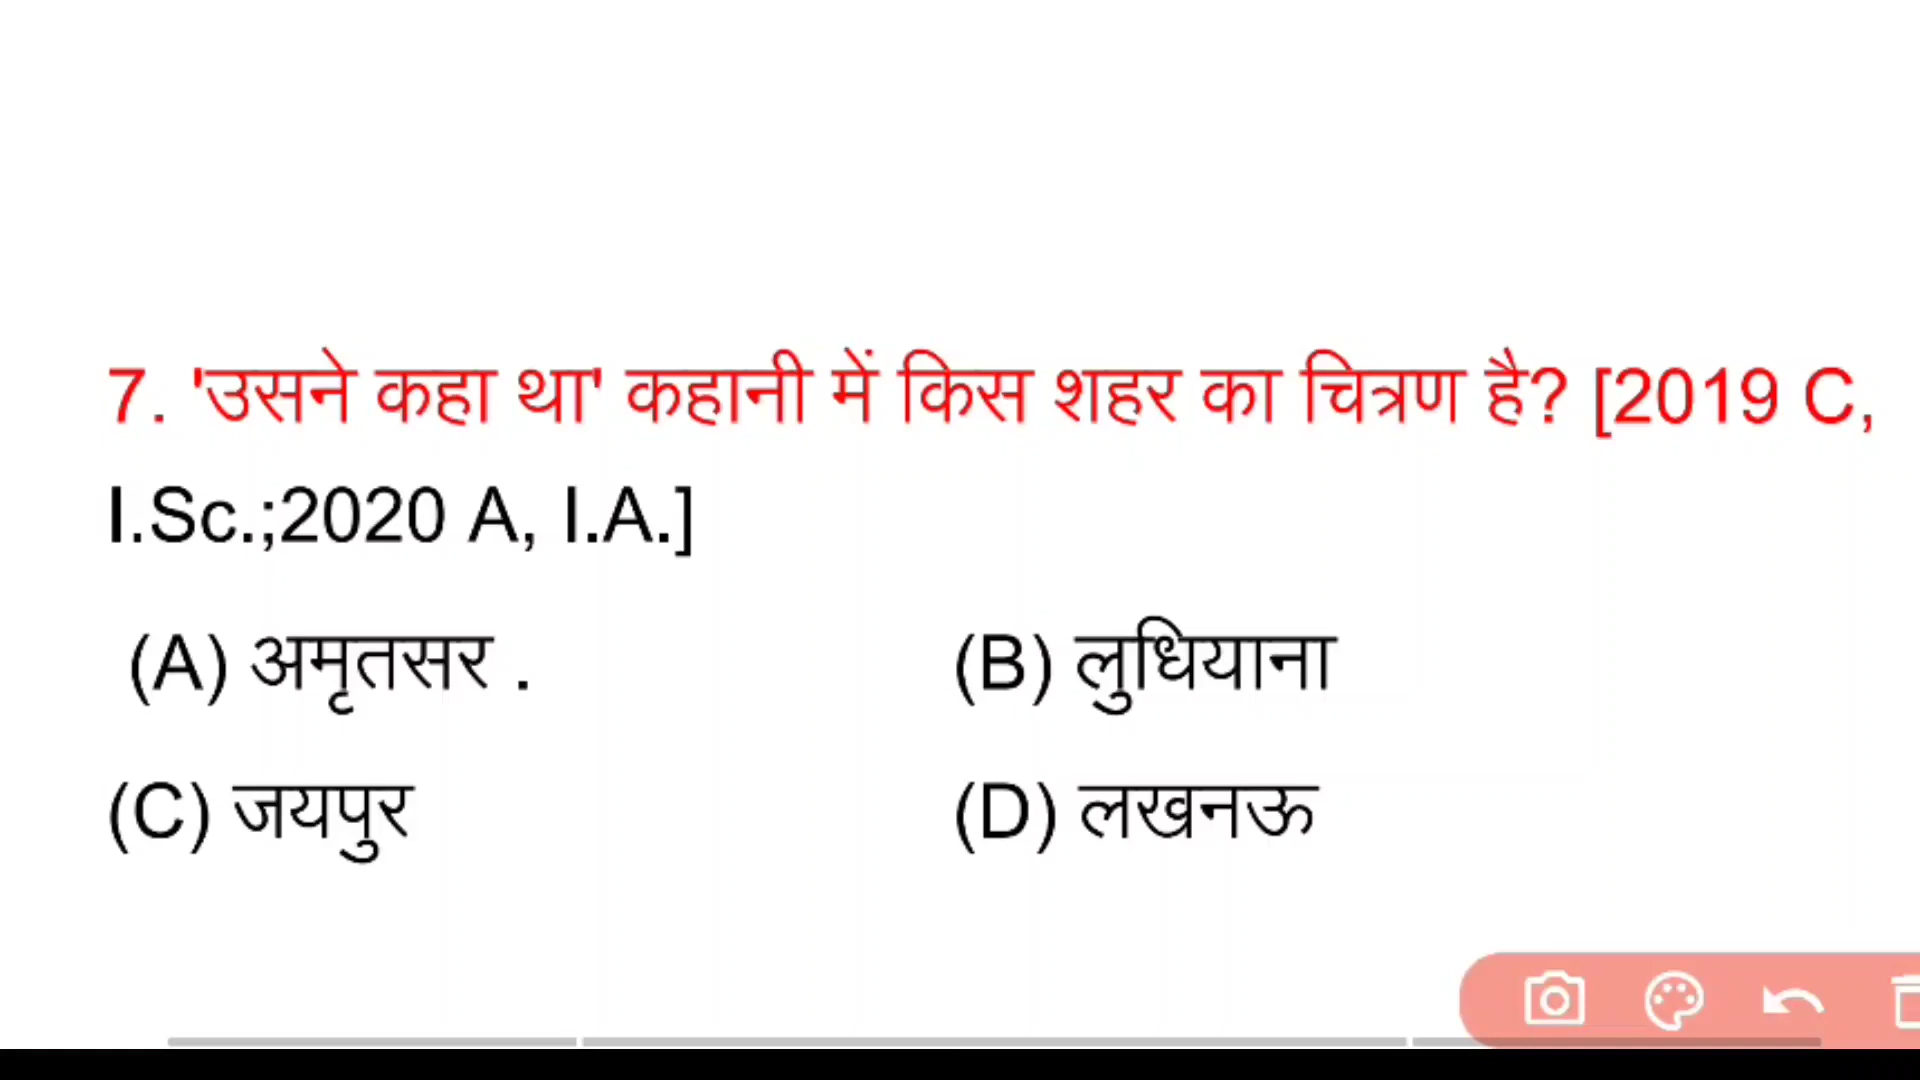 7. 'उसने कहा था' कहानी में किस शहर का चित्रण है? [2019 C,
I.Sc.;2020 A, I.A.]
(A) अमृतसर .
(B) लुधियाना
(C) जयपुर
(D) लखनऊ